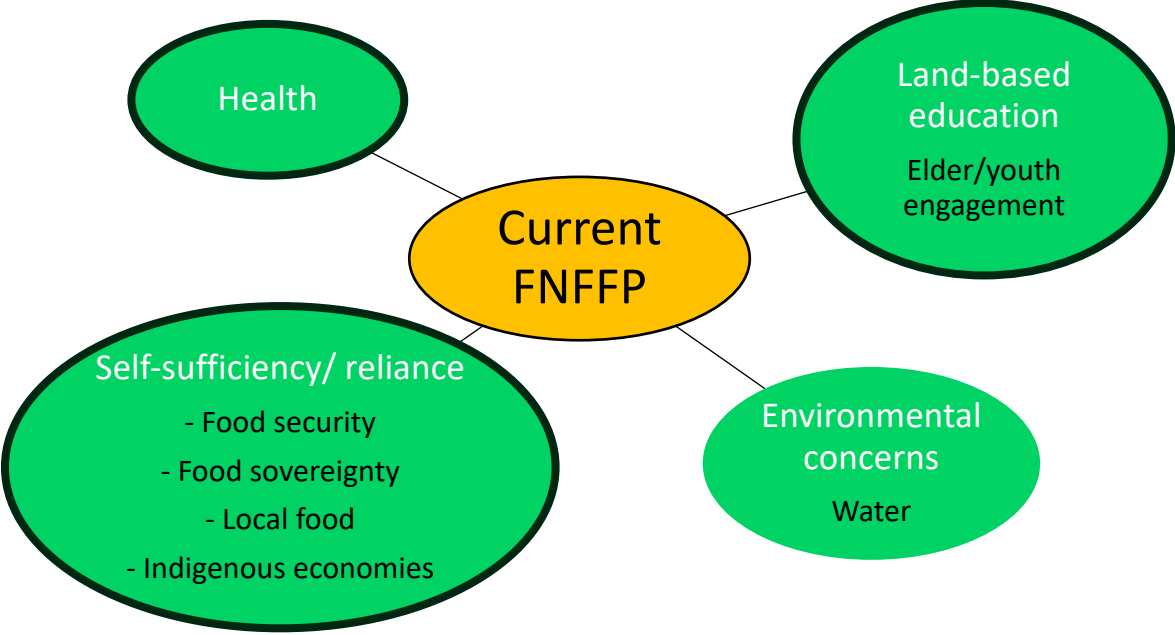 Health
Land-based
education
Elder/youth
engagement
Current
FNFFP
Self-sufficiency/ reliance
- Food security
- Food sovereignty
- Local food
- Indigenous economies
Environmental
concerns
Water